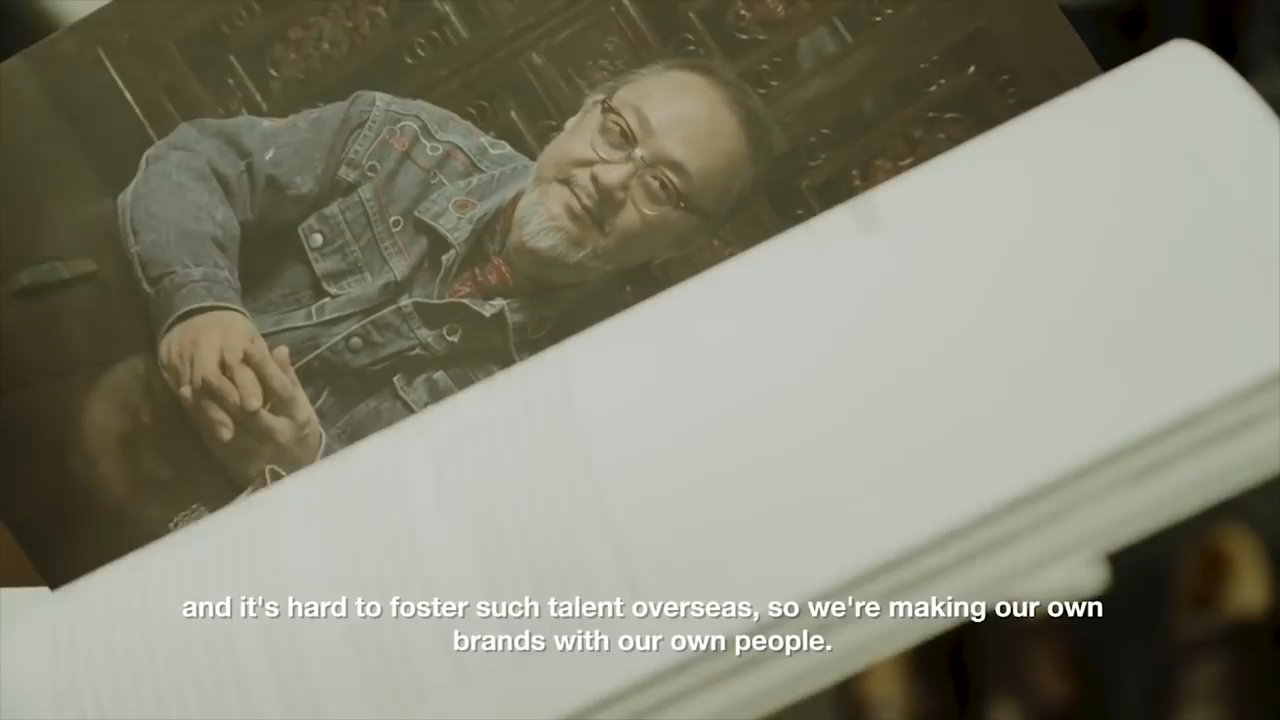 and it's hard to foster such talent overseas, so we're making our own
brands with our own people.